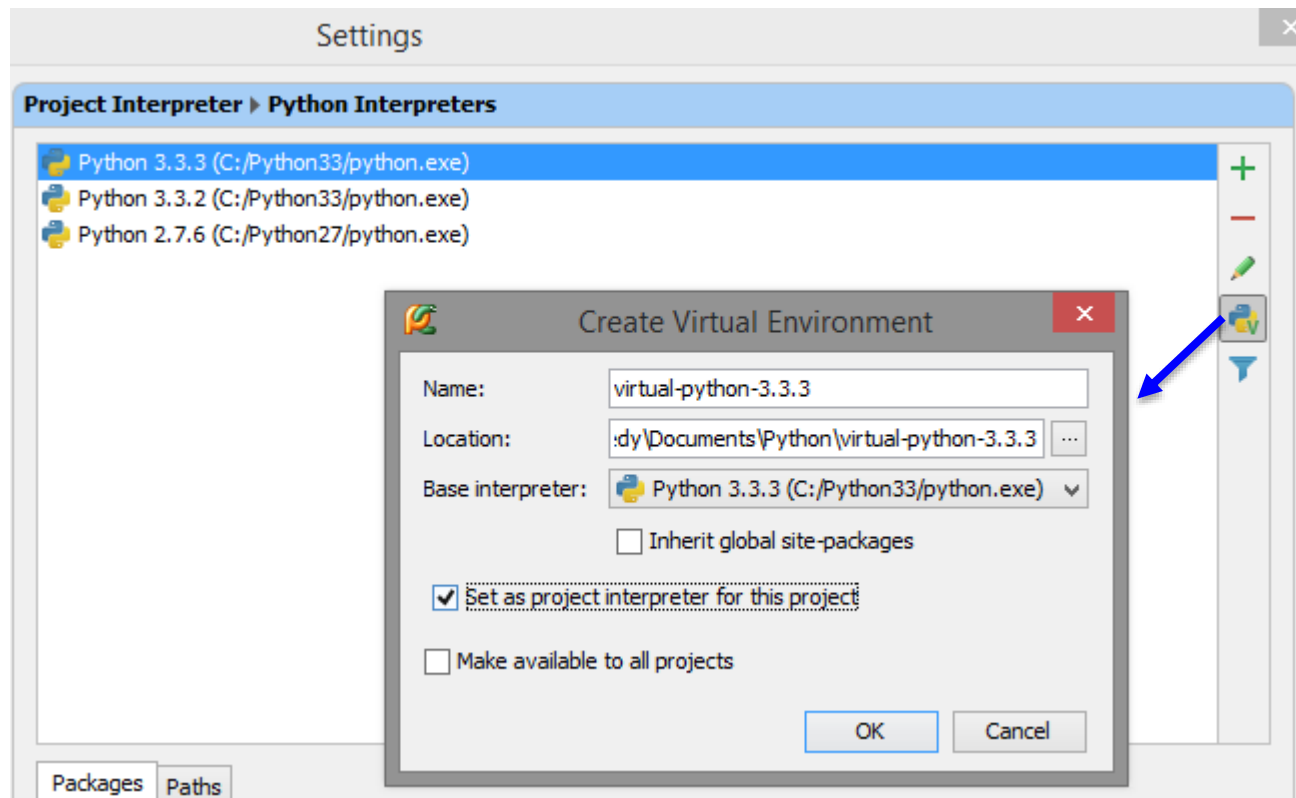 Settings
Project Interpreter Python Interpreters
Python 3.3.3 (C:/Python33/python.exe)
Python 3.3.2 (C:/Python33/python.exe)
Python 2.7.6 (C:/Python27/python.exe)
Create Virtual Environment
Name: virtual-python-3.3.3
Location: dy\Documents\Python\virtual-python-3.3.3 ...
Base interpreter: Python 3.3.3 (C:/Python33/python.exe)
Inherit global site-packages
Set as project interpreter for this project
Make available to all projects
OK Cancel
Packages Paths